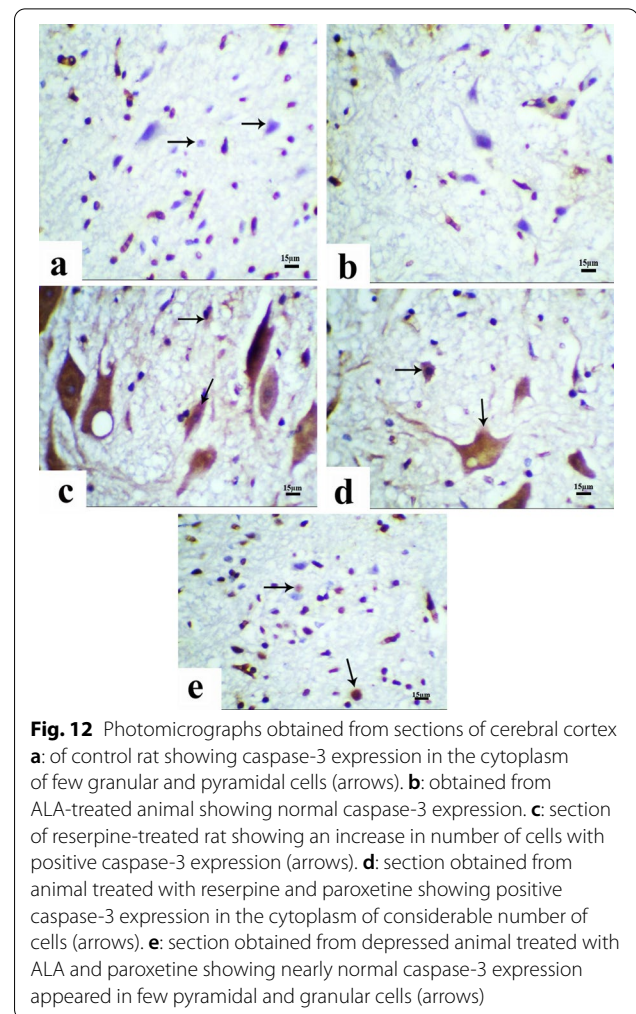 15µm
a
15µm
b
15µm
c
15µm
d
15µm
e
Fig. 12 Photomicrographs obtained from sections of cerebral cortex
a: of control rat showing caspase-3 expression in the cytoplasm
of few granular and pyramidal cells (arrows). b: obtained from
ALA-treated animal showing normal caspase-3 expression. c: section
of reserpine-treated rat showing an increase in number of cells with
positive caspase-3 expression (arrows). d: section obtained from
animal treated with reserpine and paroxetine showing positive
caspase-3 expression in the cytoplasm of considerable number of
cells (arrows). e: section obtained from depressed animal treated with
ALA and paroxetine showing nearly normal caspase-3 expression
appeared in few pyramidal and granular cells (arrows)